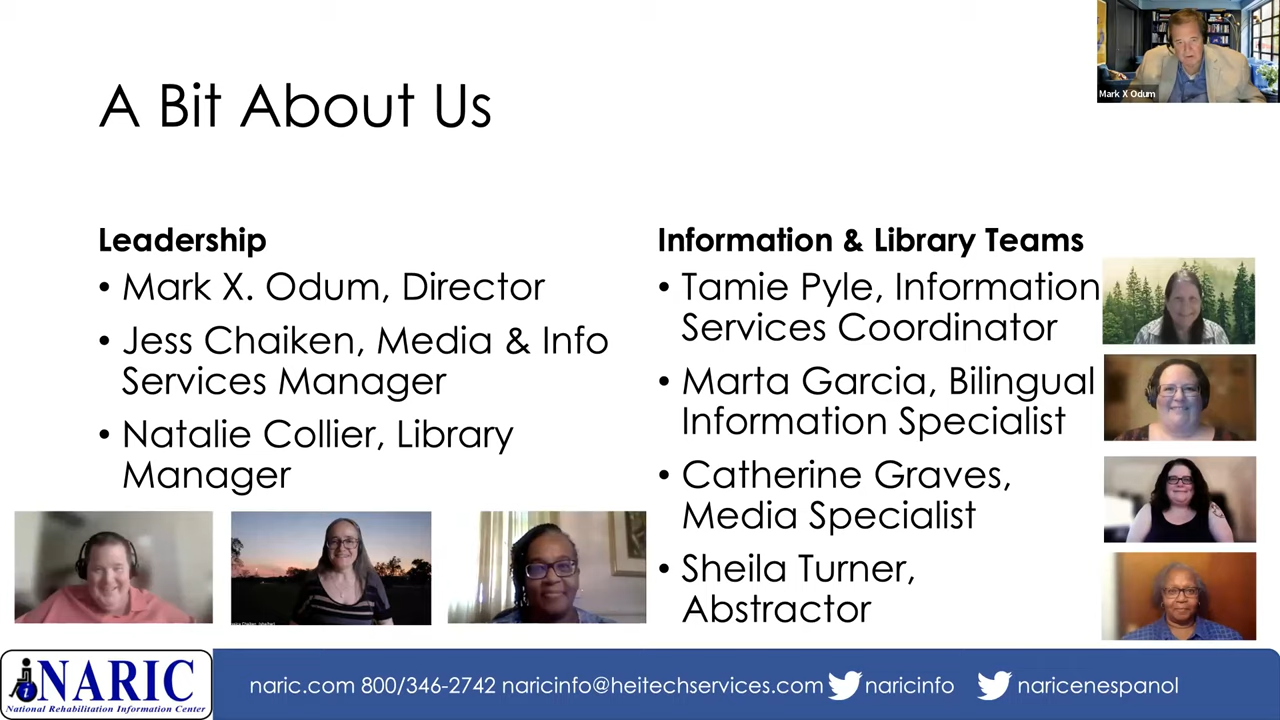 A Bit About Us
Mark X Odum
Leadership
• Mark X. Odum, Director
• Jess Chaiken, Media & Info
Services Manager
• Natalie Collier, Library
Manager
Information & Library Teams
• Tamie Pyle, Information
Services Coordinator
• Marta Garcia, Bilingual
Information Specialist
• Catherine Graves,
Media Specialist
• Sheila Turner,
Abstractor
NARIC
National Rehabilitation Information Center
naric.com 800/346-2742 naricinfo@heitechservices.com naricinfo naricenespanol